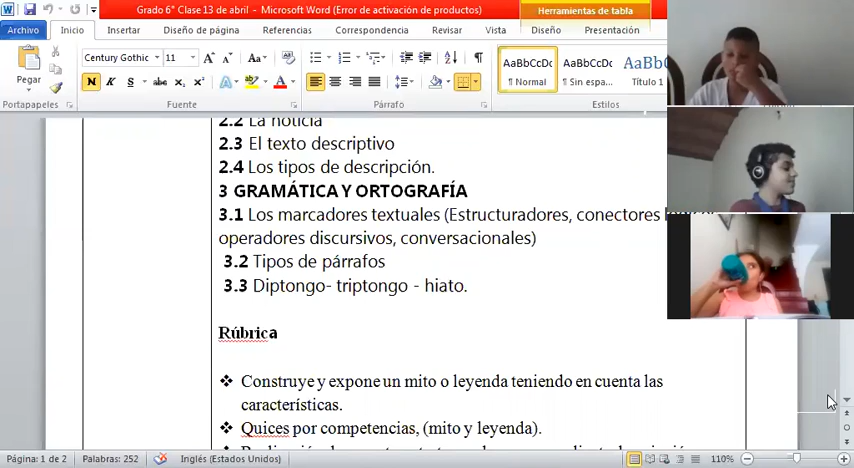 Grado 6° Clase 13 de abril - Microsoft Word (Error de activación de productos)
Herramientas de tabla
Archivo Inicio Insertar Diseño de página Referencias Correspondencia Revisar Vista Diseño Presentación
Century Gothic 11 Aa
Pegar
N K S abc x₂ x² A ab A
AaBbCcDc AaBbCcDc AaBbC
¶ Normal ¶ Sin espa... Título 1
Portapapeles Fuente Párrafo Estilos
2.2 La noticia
2.3 El texto descriptivo
2.4 Los tipos de descripción.
3 GRAMÁTICA Y ORTOGRAFÍA
3.1 Los marcadores textuales (Estructuradores, conectores
operadores discursivos, conversacionales)
3.2 Tipos de párrafos
3.3 Diptongo- triptongo - hiato.
Rúbrica
❖ Construye y expone un mito o leyenda teniendo en cuenta las
características.
❖ Quices por competencias, (mito y leyenda).
Página: 1 de 2 Palabras: 252 Inglés (Estados Unidos) 110%